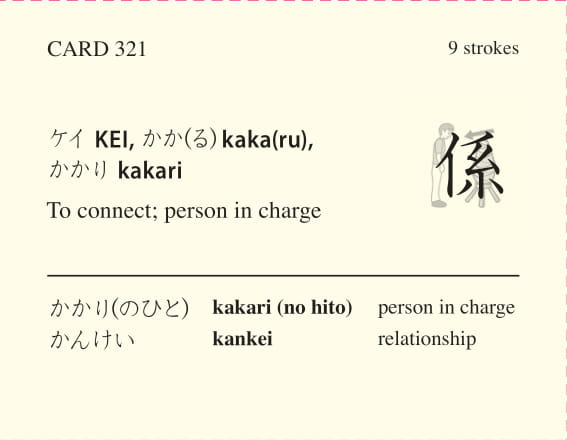 CARD 321 9 strokes
ケイ KEI, かか(る) kaka(ru),
かかり kakari
係
To connect; person in charge
かかり(のひと) kakari (no hito) person in charge
かんけい kankei relationship